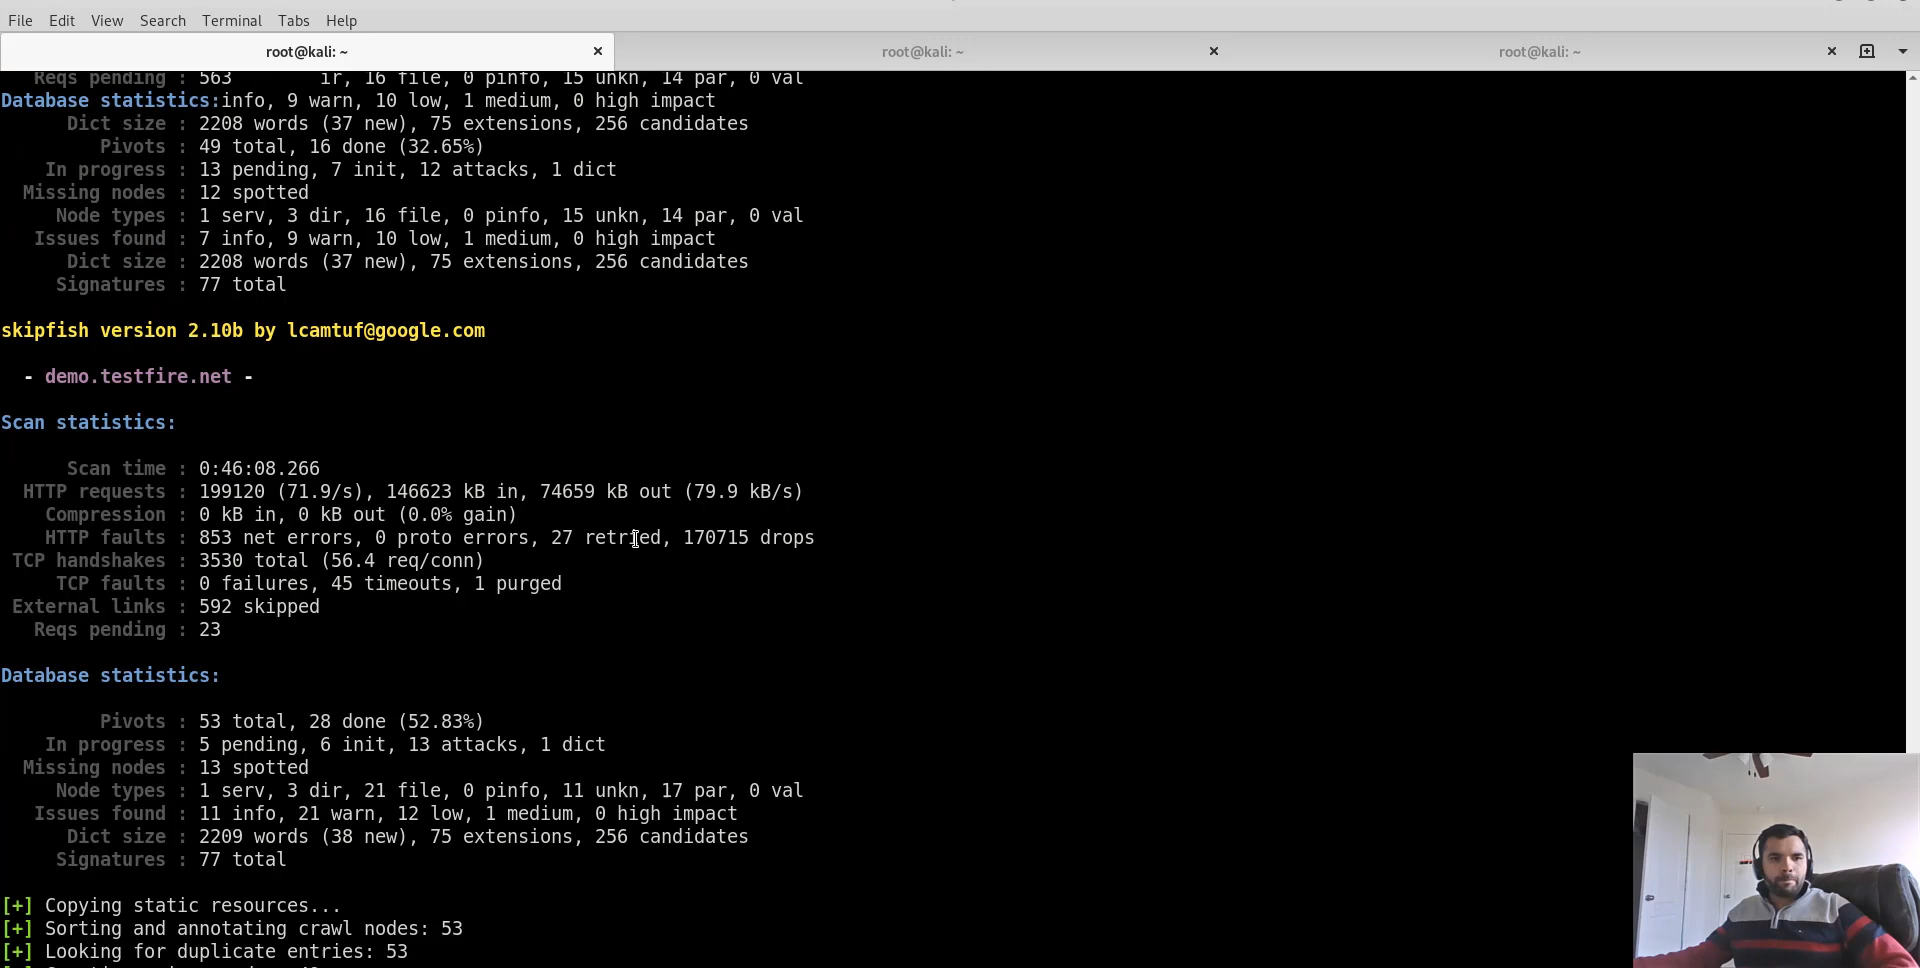 File Edit View Search Terminal Tabs Help
root@kali: ~ × root@kali: ~ × root@kali: ~ ×
Reqs pending : 563 ir, 16 file, 0 pinfo, 15 unkn, 14 par, 0 val
Database statistics:info, 9 warn, 10 low, 1 medium, 0 high impact
Dict size : 2208 words (37 new), 75 extensions, 256 candidates
Pivots : 49 total, 16 done (32.65%)
In progress : 13 pending, 7 init, 12 attacks, 1 dict
Missing nodes : 12 spotted
Node types : 1 serv, 3 dir, 16 file, 0 pinfo, 15 unkn, 14 par, 0 val
Issues found : 7 info, 9 warn, 10 low, 1 medium, 0 high impact
Dict size : 2208 words (37 new), 75 extensions, 256 candidates
Signatures : 77 total
skipfish version 2.10b by lcamtuf@google.com
- demo.testfire.net -
Scan statistics:
Scan time : 0:46:08.266
HTTP requests : 199120 (71.9/s), 146623 kB in, 74659 kB out (79.9 kB/s)
Compression : 0 kB in, 0 kB out (0.0% gain)
HTTP faults : 853 net errors, 0 proto errors, 27 retried, 170715 drops
TCP handshakes : 3530 total (56.4 req/conn)
TCP faults : 0 failures, 45 timeouts, 1 purged
External links : 592 skipped
Reqs pending : 23
Database statistics:
Pivots : 53 total, 28 done (52.83%)
In progress : 5 pending, 6 init, 13 attacks, 1 dict
Missing nodes : 13 spotted
Node types : 1 serv, 3 dir, 21 file, 0 pinfo, 11 unkn, 17 par, 0 val
Issues found : 11 info, 21 warn, 12 low, 1 medium, 0 high impact
Dict size : 2209 words (38 new), 75 extensions, 256 candidates
Signatures : 77 total
[+] Copying static resources...
[+] Sorting and annotating crawl nodes: 53
[+] Looking for duplicate entries: 53